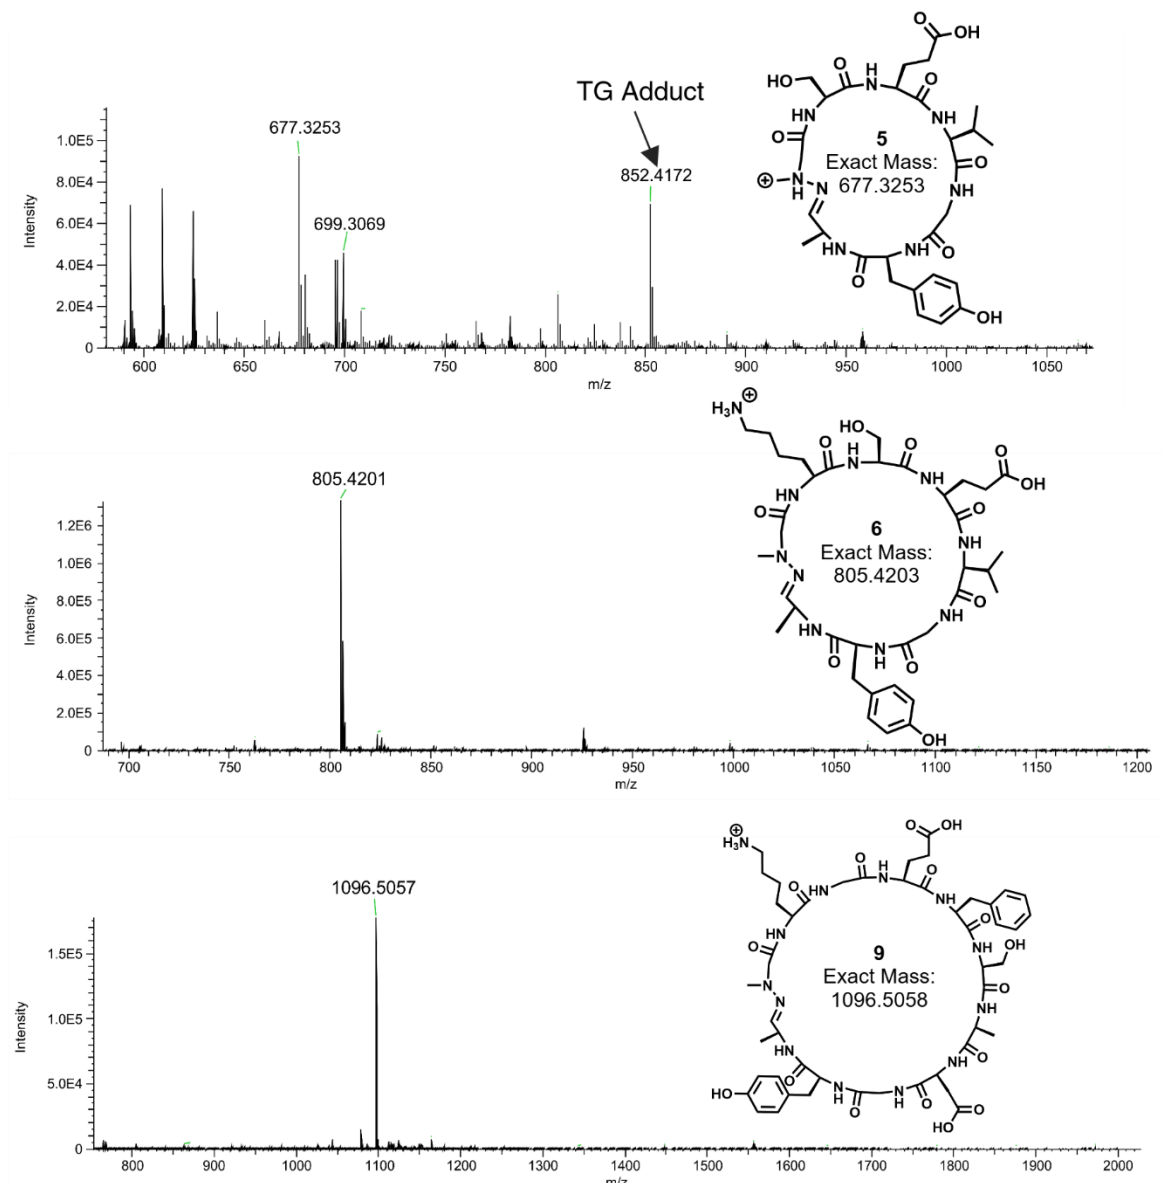 TG Adduct
677.3253
852.4172
699.3069
Intensity
1.0E5
8.0E4
6.0E4
4.0E4
2.0E4
0
600 650 700 750 800 850 900 950 1000 1050
m/z
O
OH
HO
O
H
N
O
HN
NH
O
5
Exact Mass:
677.3253
O
⊕
N
H
N
NH
HN
O
NH
O
OH
805.4201
Intensity
1.2E6
1.0E6
8.0E5
6.0E5
4.0E5
2.0E5
0
700 750 800 850 900 950 1000 1050 1100 1150 1200
m/z
⊕
H3N
HO
O
H
N
O
O
OH
HN
NH
O
O
6
Exact Mass:
805.4203
NH
N
N
O
HN
NH
O
N
H
O
OH
1096.5057
Intensity
1.5E5
1.0E5
5.0E4
0
800 900 1000 1100 1200 1300 1400 1500 1600 1700 1800 1900 2000
m/z
⊕
H3N
O
OH
O
H
N
O
O
HN
NH
NH
O
O
NH
OH
9
Exact Mass:
1096.5058
O
N
N
NH
NH
O
NH
O
HO
N
H
O
N
H
O
O
HO